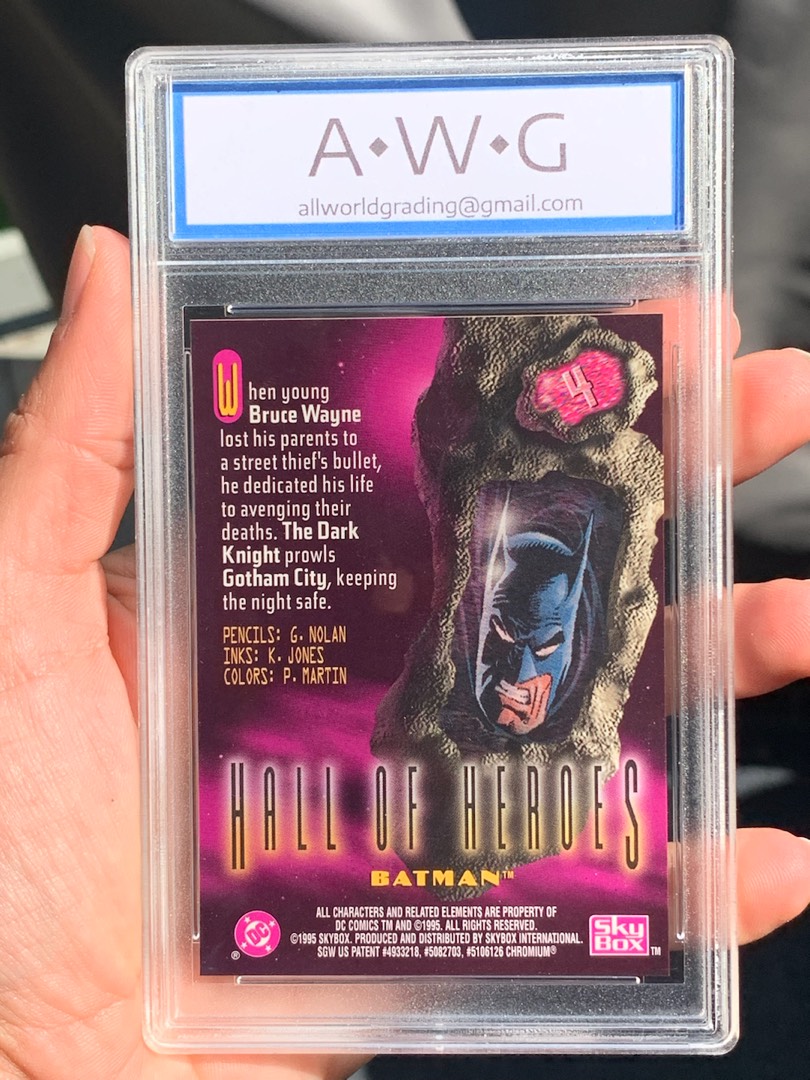 A◆W◆G
allworldgrading@gmail.com
4
When young
Bruce Wayne
lost his parents to
a street thief's bullet,
he dedicated his life
to avenging their
deaths. The Dark
Knight prowls
Gotham City, keeping
the night safe.
PENCILS: G. NOLAN
INKS: K. JONES
COLORS: P. MARTIN
HALL OF HEROES
BATMAN™
ALL CHARACTERS AND RELATED ELEMENTS ARE PROPERTY OF
DC COMICS TM AND ©1995. ALL RIGHTS RESERVED.
©1995 SKYBOX. PRODUCED AND DISTRIBUTED BY SKYBOX INTERNATIONAL.
SGW US PATENT #4933218, #5082703, #5106126 CHROMIUM®
DC
®
SKY
BOX
™